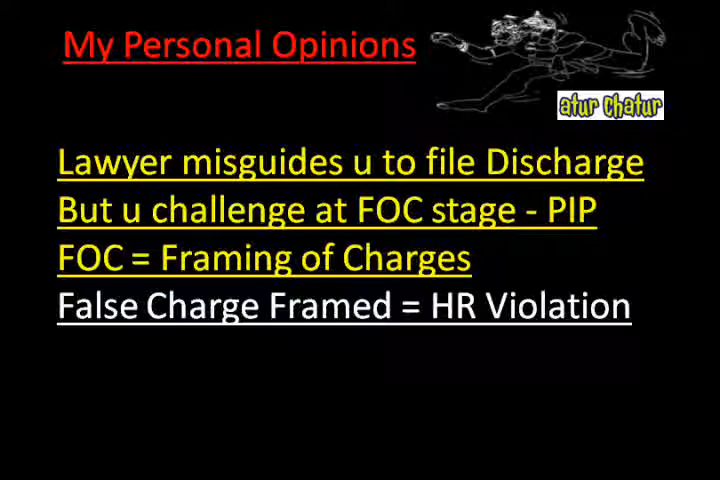 My Personal Opinions
atur chatur
Lawyer misguides u to file Discharge
But u challenge at FOC stage - PIP
FOC = Framing of Charges
False Charge Framed = HR Violation